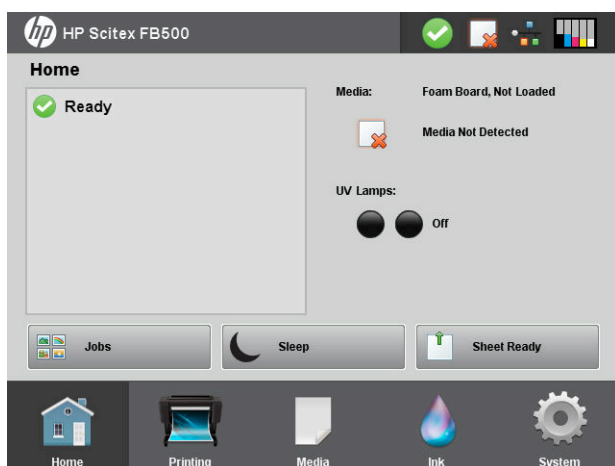 hp HP Scitex FB500
Home
Ready
Media: Foam Board, Not Loaded
Media Not Detected
UV Lamps:
Off
Jobs
Sleep
Sheet Ready
Home Printing Media Ink System